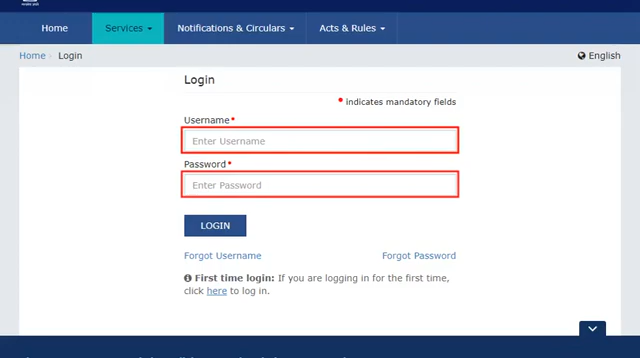 Home Services Notifications & Circulars Acts & Rules
Home Login English
Login
• indicates mandatory fields
Username•
Enter Username
Password•
Enter Password
LOGIN
Forgot Username Forgot Password
First time login: If you are logging in for the first time,
click here to log in.